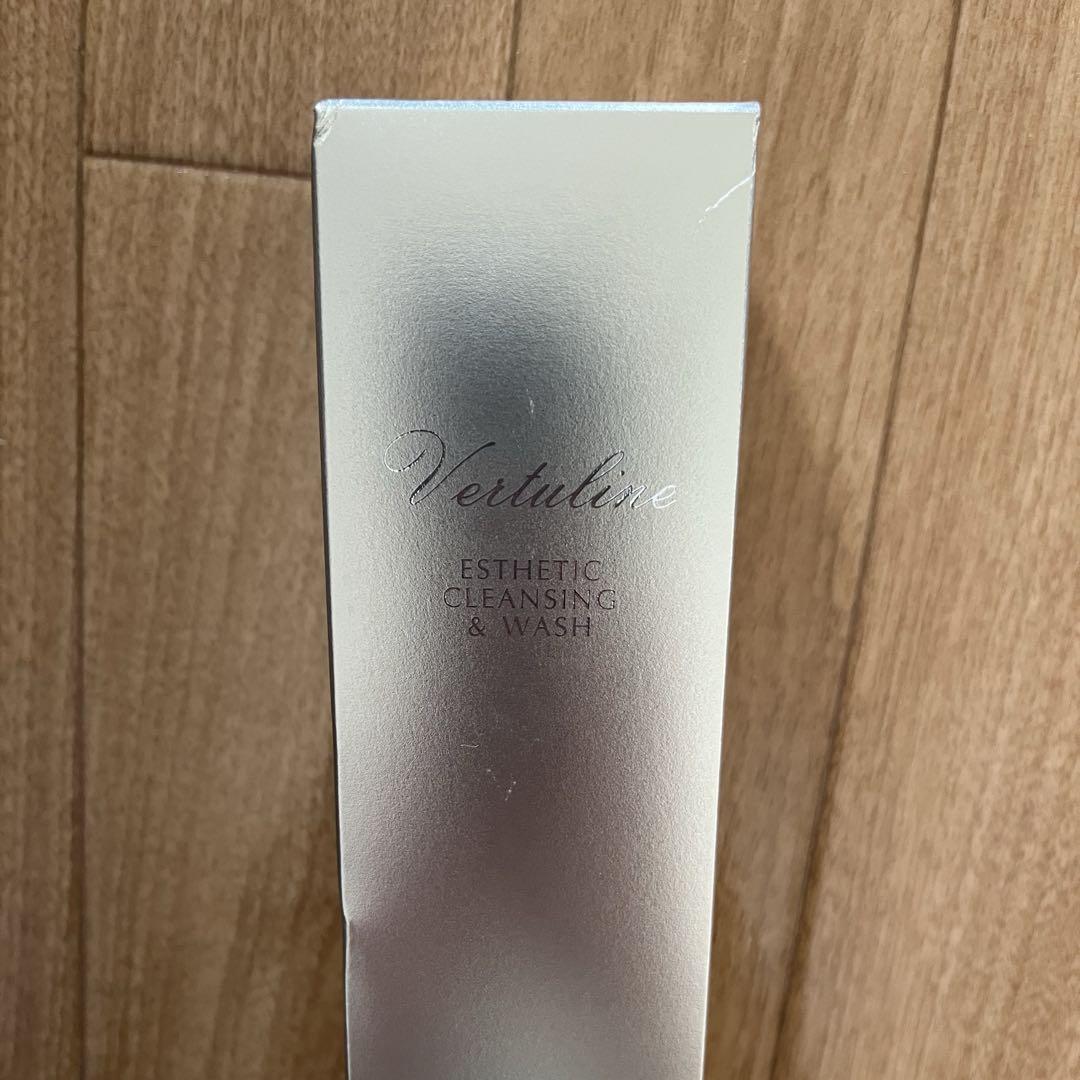 Vertuline
ESTHETIC
CLEANSING
& WASH